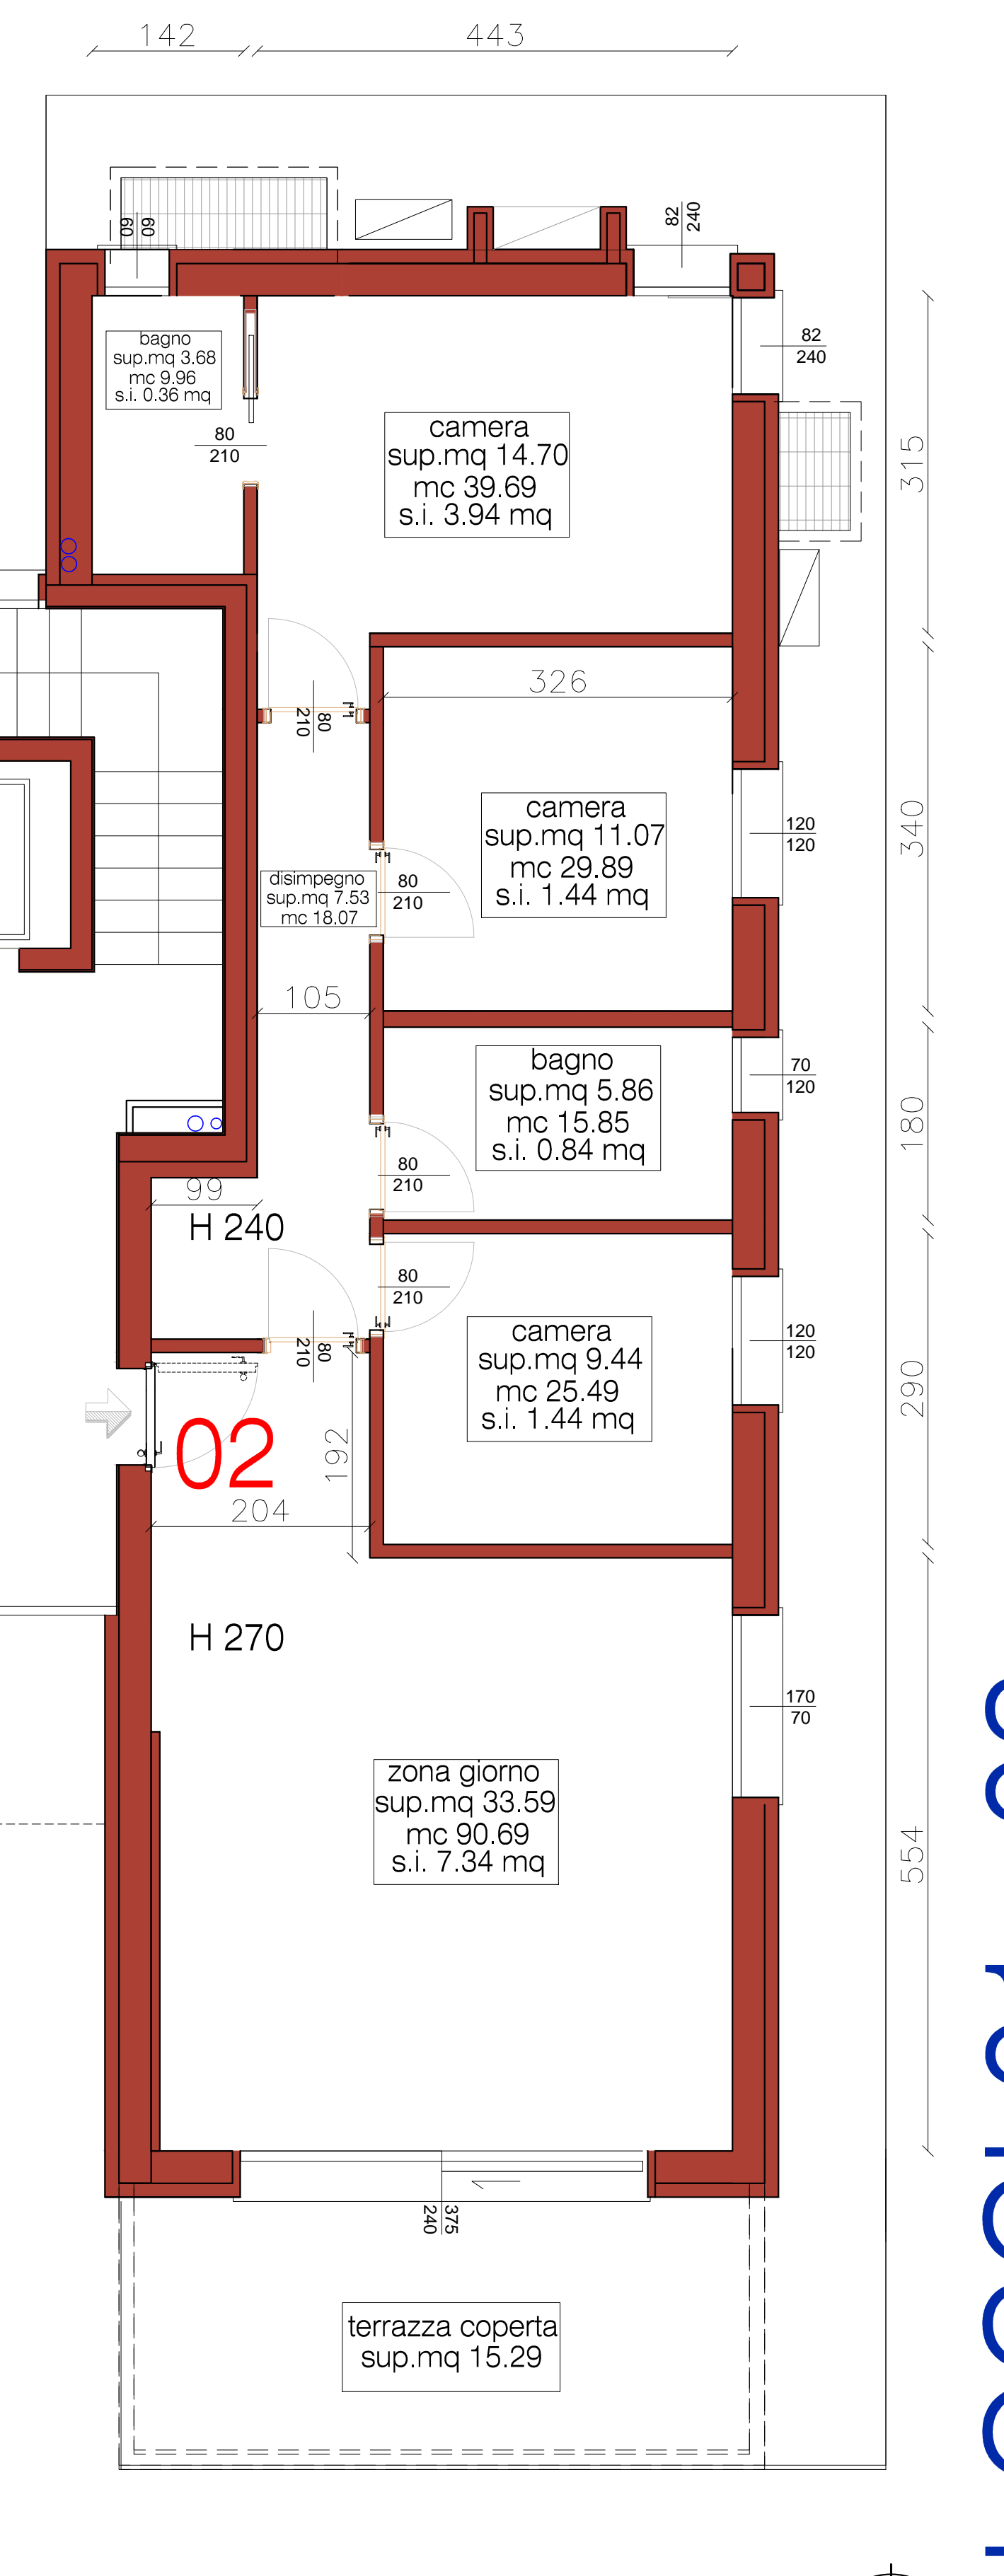 142
443
60
60
82
240
bagno
sup.mq 3.68
mc 9.96
s.i. 0.36 mq
82
240
80
210
camera
sup.mq 14.70
mc 39.69
s.i. 3.94 mq
315
326
80
210
camera
sup.mq 11.07
mc 29.89
s.i. 1.44 mq
120
120
340
disimpegno
sup.mq 7.53
mc 18.07
80
210
105
bagno
sup.mq 5.86
mc 15.85
s.i. 0.84 mq
70
120
180
80
210
99
H 240
80
210
camera
sup.mq 9.44
mc 25.49
s.i. 1.44 mq
120
120
290
80
210
02
192
204
H 270
170
70
zona giorno
sup.mq 33.59
mc 90.69
s.i. 7.34 mq
554
375
240
terrazza coperta
sup.mq 15.29